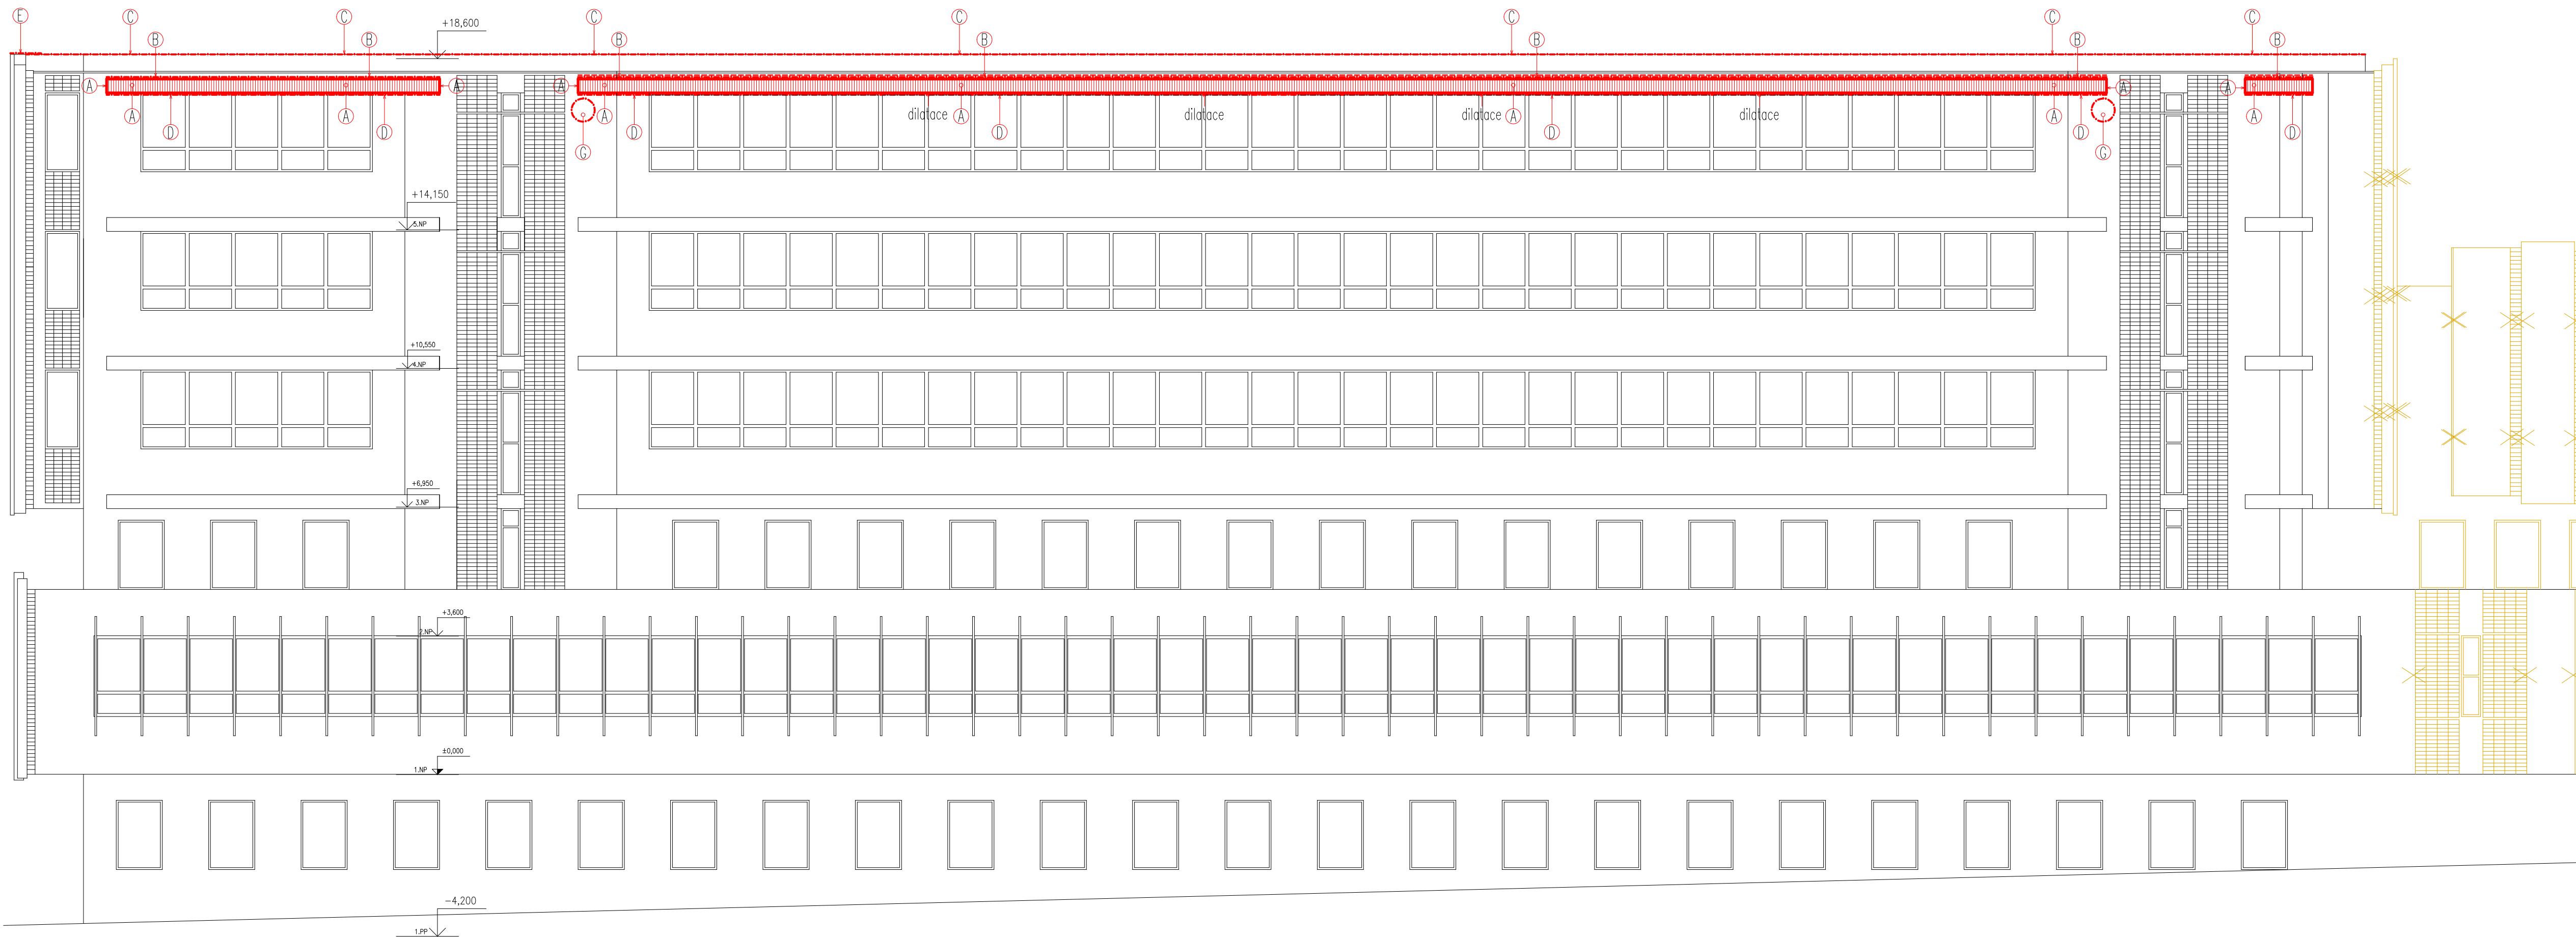 E C C C C C C C
+18,600
B B B B B B B
A A A A A
A A A A A A A
dilatace dilatace dilatace dilatace
D D D D D D D
G G
+14,150
5.NP
+10,550
4.NP
+6,950
3.NP
+3,600
2.NP
±0,000
1.NP
-4,200
1.PP